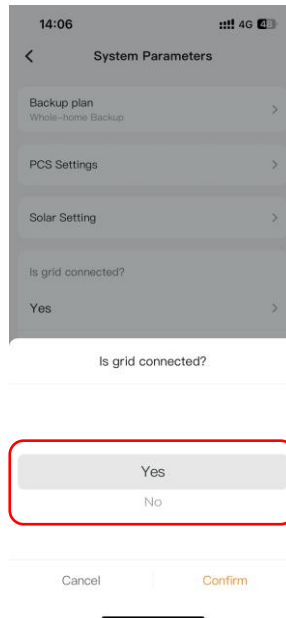 14:06
4G 43
System Parameters
Backup plan
Whole-home Backup
PCS Settings
Solar Setting
Is grid connected?
Yes
Is grid connected?
Yes
No
Cancel
Confirm